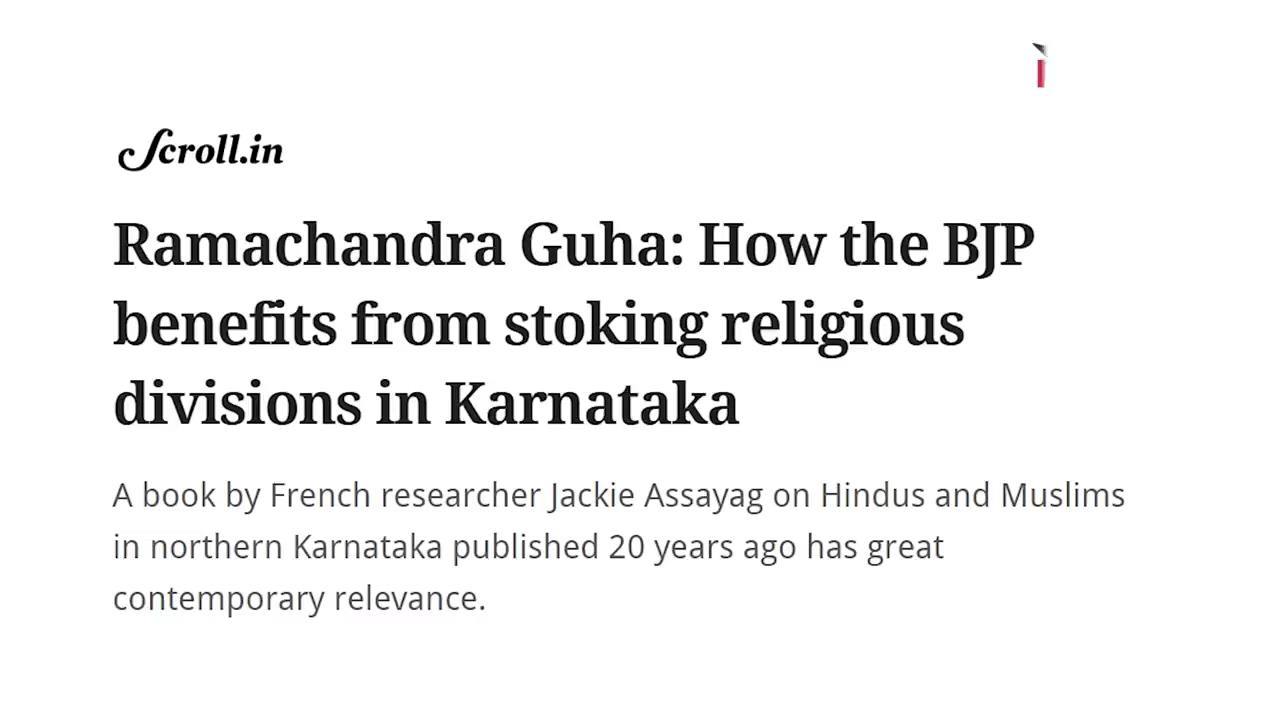 Scroll.in
Ramachandra Guha: How the BJP
benefits from stoking religious
divisions in Karnataka
A book by French researcher Jackie Assayag on Hindus and Muslims
in northern Karnataka published 20 years ago has great
contemporary relevance.